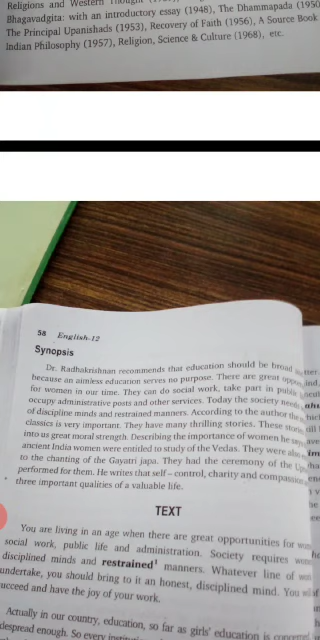 Religions and Western Thought
Bhagavadgita: with an introductory essay (1948), The Dhammapada (1950
The Principal Upanishads (1953), Recovery of Faith (1956), A Source Book
Indian Philosophy (1957), Religion, Science & Culture (1968), etc.
58 English-12
Synopsis
Dr. Radhakrishnan recommends that education should be broad
because an aimless education serves no purpose. There are great
for women in our time. They can do social work, take part in public
occupy administrative posts and other services. Today the society needs
of discipline minds and restrained manners. According to the author the
classics is very important. They have many thrilling stories. These
into us great moral strength. Describing the importance of women he
ancient India women were entitled to study of the Vedas. They were also
to the chanting of the Gayatri japa. They had the ceremony of the
performed for them. He writes that self – control, charity and compassion
three important qualities of a valuable life.
TEXT
You are living in an age when there are great opportunities for
social work, public life and administration. Society requires
disciplined minds and restrained¹ manners. Whatever line of
undertake, you should bring to it an honest, disciplined mind. You
succeed and have the joy of your work.
Actually in our country, education, so far as girls' education is
despread enough. So every